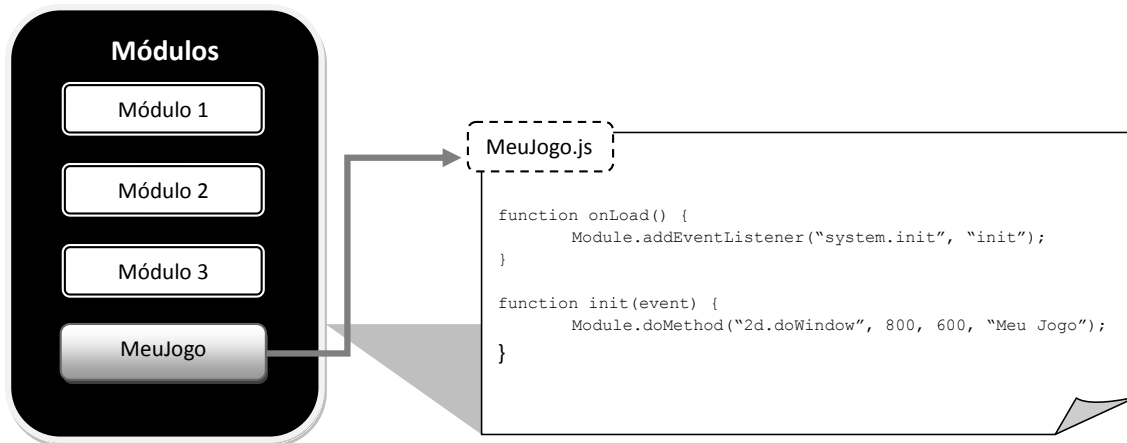 Módulos
Módulo 1
Módulo 2
Módulo 3
MeuJogo
MeuJogo.js
function onLoad() {
Module.addEventListener(“system.init”, “init”);
}
function init(event) {
Module.doMethod(“2d.doWindow”, 800, 600, “Meu Jogo”);
}